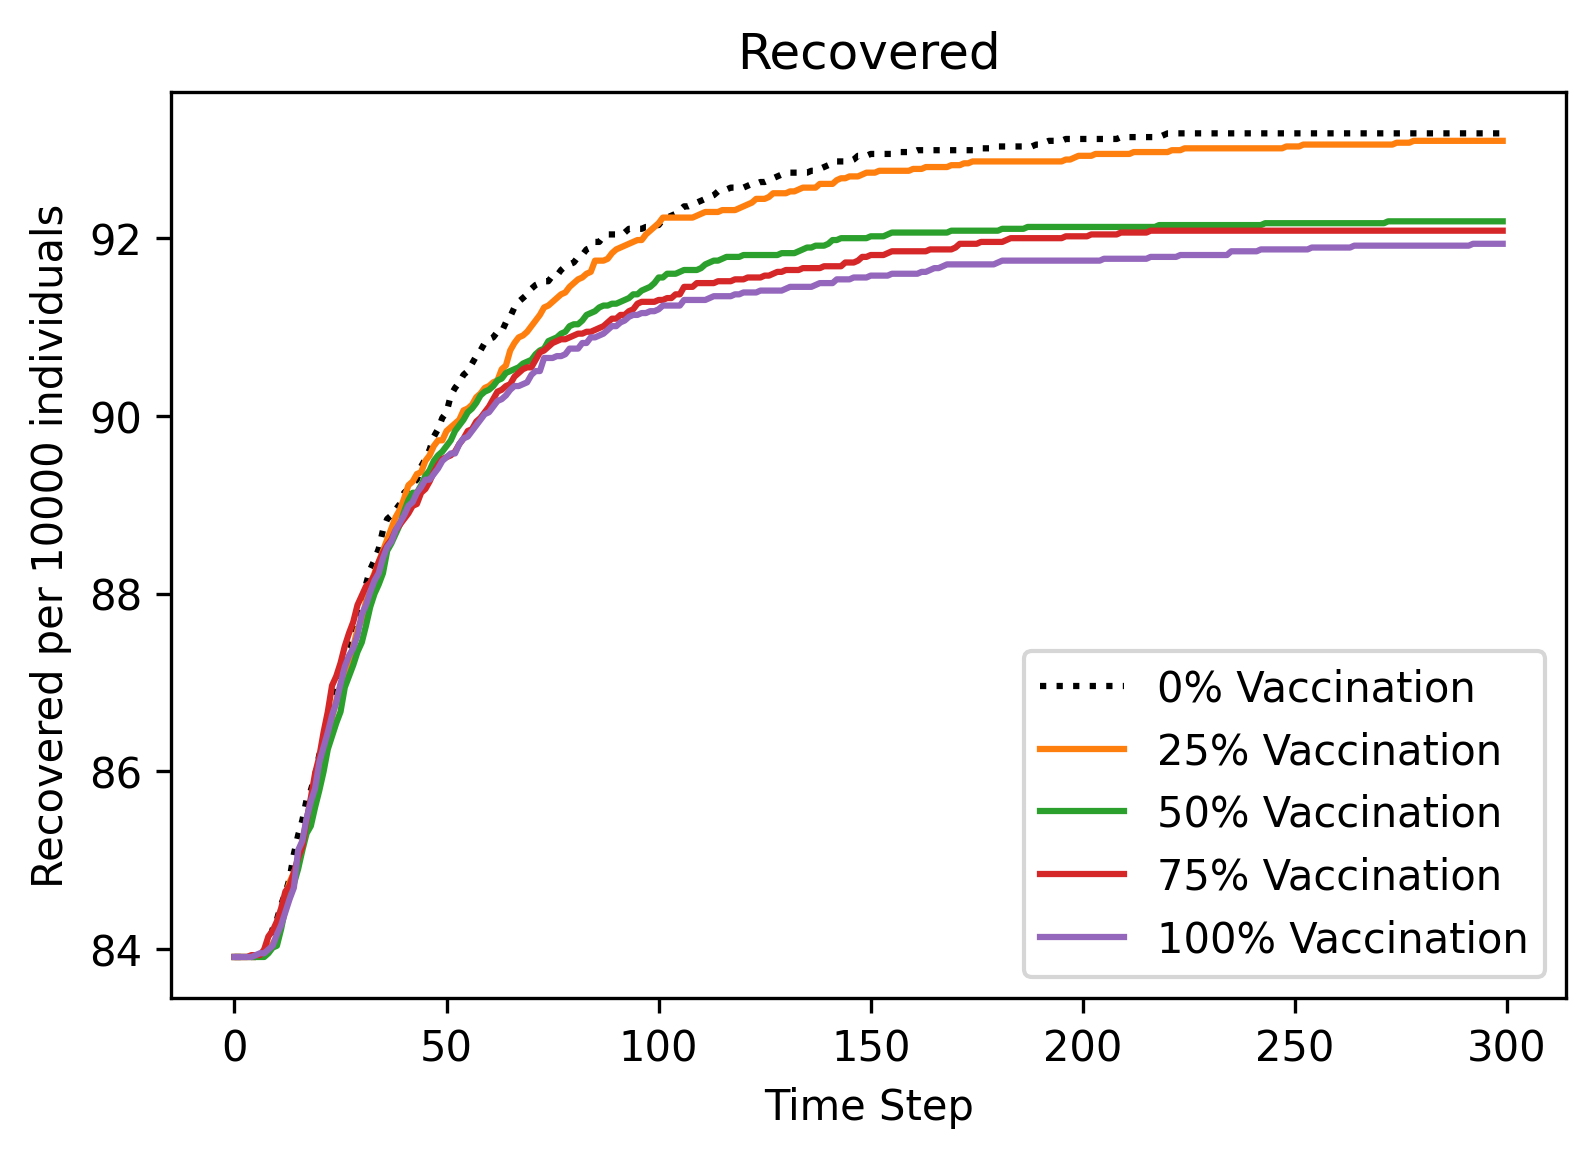 Recovered
Recovered per 10000 individuals
92
90
88
86
84
0% Vaccination
25% Vaccination
50% Vaccination
75% Vaccination
100% Vaccination
0 50 100 150 200 250 300
Time Step